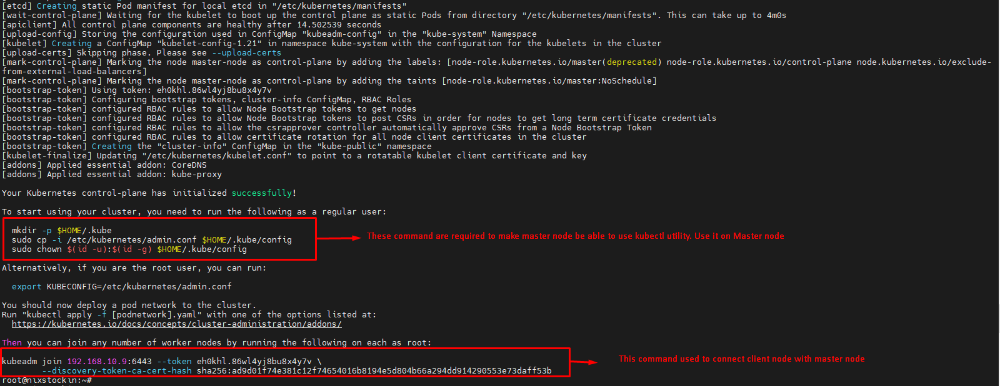 [etcd] Creating static Pod manifest for local etcd in "/etc/kubernetes/manifests"
[wait-control-plane] Waiting for the kubelet to boot up the control plane as static Pods from directory "/etc/kubernetes/manifests". This can take up to 4m0s
[apiclient] All control plane components are healthy after 14.502539 seconds
[upload-config] Storing the configuration used in ConfigMap "kubeadm-config" in the "kube-system" Namespace
[kubelet] Creating a ConfigMap "kubelet-config-1.21" in namespace kube-system with the configuration for the kubelets in the cluster
[upload-certs] Skipping phase. Please see --upload-certs
[mark-control-plane] Marking the node master-node as control-plane by adding the labels: [node-role.kubernetes.io/master(deprecated) node-role.kubernetes.io/control-plane node.kubernetes.io/exclude-
from-external-load-balancers]
[mark-control-plane] Marking the node master-node as control-plane by adding the taints [node-role.kubernetes.io/master:NoSchedule]
[bootstrap-token] Using token: eh0khl.86wl4yj8bu8x4y7v
[bootstrap-token] Configuring bootstrap tokens, cluster-info ConfigMap, RBAC Roles
[bootstrap-token] configured RBAC rules to allow Node Bootstrap tokens to get nodes
[bootstrap-token] configured RBAC rules to allow Node Bootstrap tokens to post CSRs in order for nodes to get long term certificate credentials
[bootstrap-token] configured RBAC rules to allow the csrapprover controller automatically approve CSRs from a Node Bootstrap Token
[bootstrap-token] configured RBAC rules to allow certificate rotation for all node client certificates in the cluster
[bootstrap-token] Creating the "cluster-info" ConfigMap in the "kube-public" namespace
[kubelet-finalize] Updating "/etc/kubernetes/kubelet.conf" to point to a rotatable kubelet client certificate and key
[addons] Applied essential addon: CoreDNS
[addons] Applied essential addon: kube-proxy
Your Kubernetes control-plane has initialized successfully!
To start using your cluster, you need to run the following as a regular user:
mkdir -p $HOME/.kube
sudo cp -i /etc/kubernetes/admin.conf $HOME/.kube/config
sudo chown $(id -u):$(id -g) $HOME/.kube/config
These command are required to make master node be able to use kubectl utility. Use it on Master node
Alternatively, if you are the root user, you can run:
export KUBECONFIG=/etc/kubernetes/admin.conf
You should now deploy a pod network to the cluster.
Run "kubectl apply -f [podnetwork].yaml" with one of the options listed at:
https://kubernetes.io/docs/concepts/cluster-administration/addons/
Then you can join any number of worker nodes by running the following on each as root:
kubeadm join 192.168.10.9:6443 --token eh0khl.86wl4yj8bu8x4y7v \
--discovery-token-ca-cert-hash sha256:ad9d01f74e381c12f74654016b8194e5d804b66a294dd914290553e73daff53b
This command used to connect client node with master node
root@nixstockin:~#